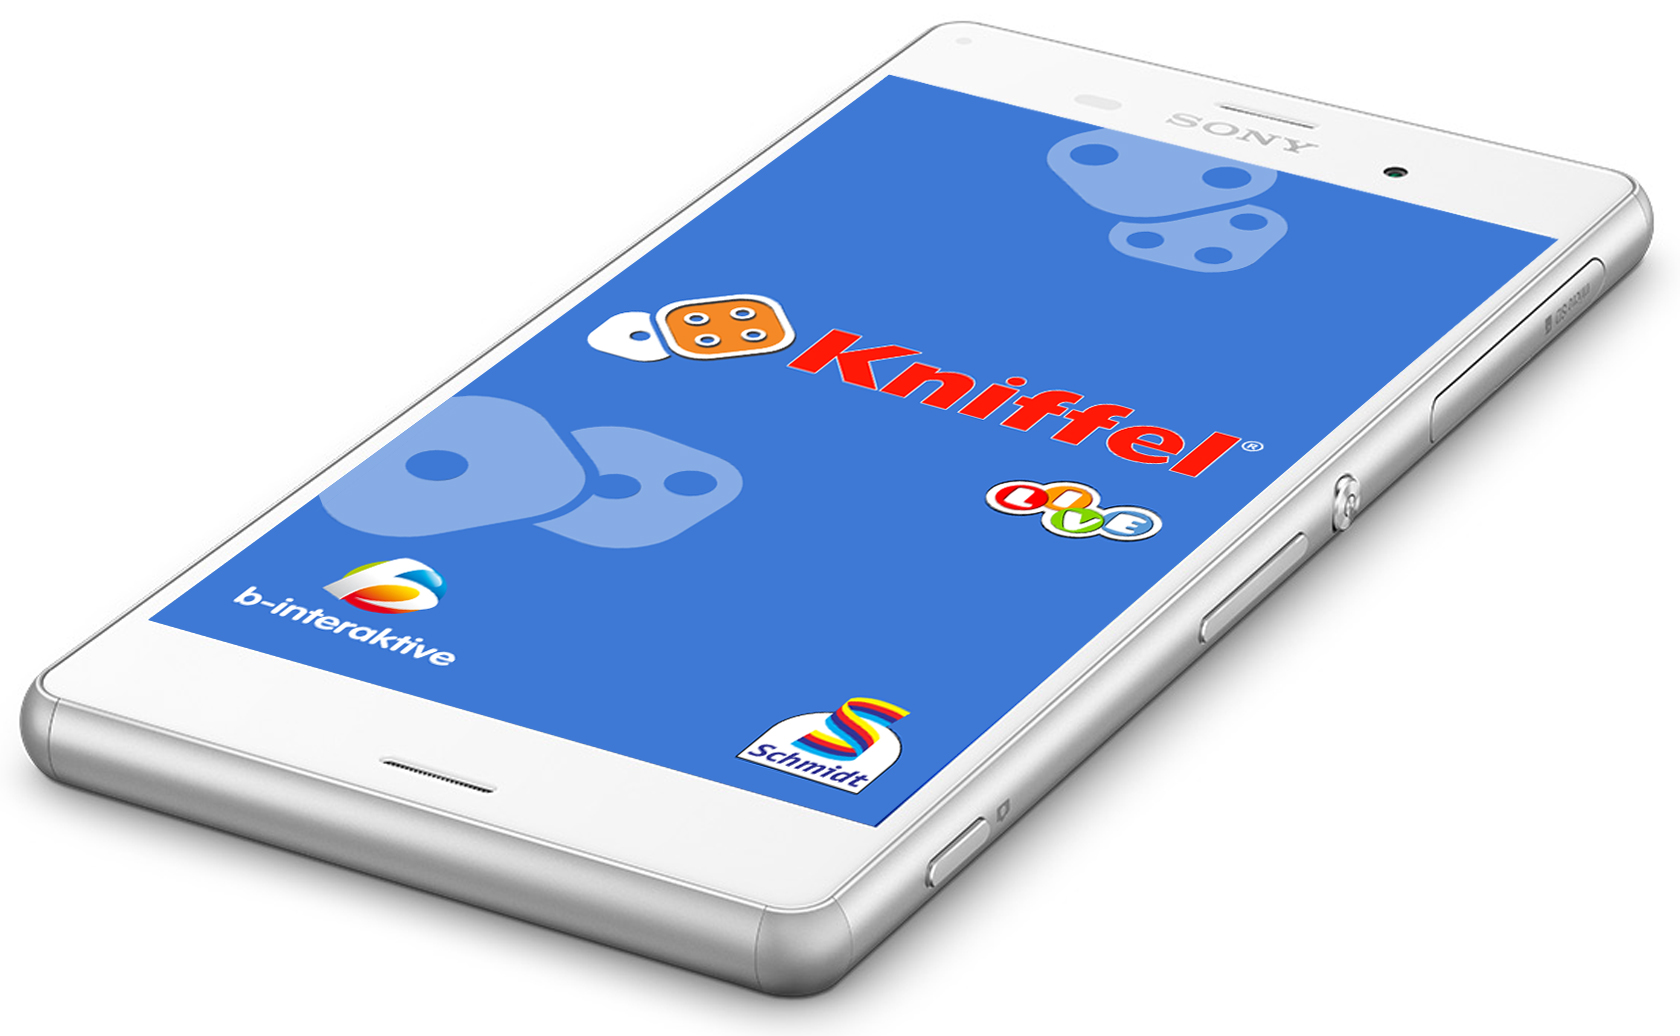 SONY
Kniffel®
LIVE
b-interaktive
Schmidt